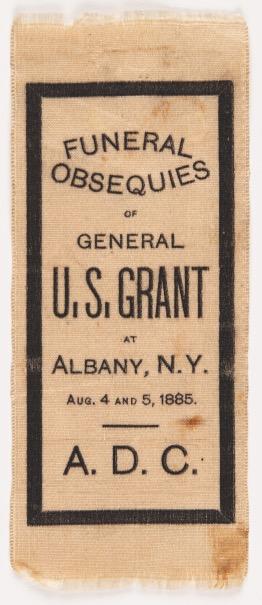 FUNERAL
OBSEQUIES
OF
GENERAL
U.S. GRANT
AT
ALBANY, N.Y.
AUG. 4 AND 5, 1885.
A. D. C.